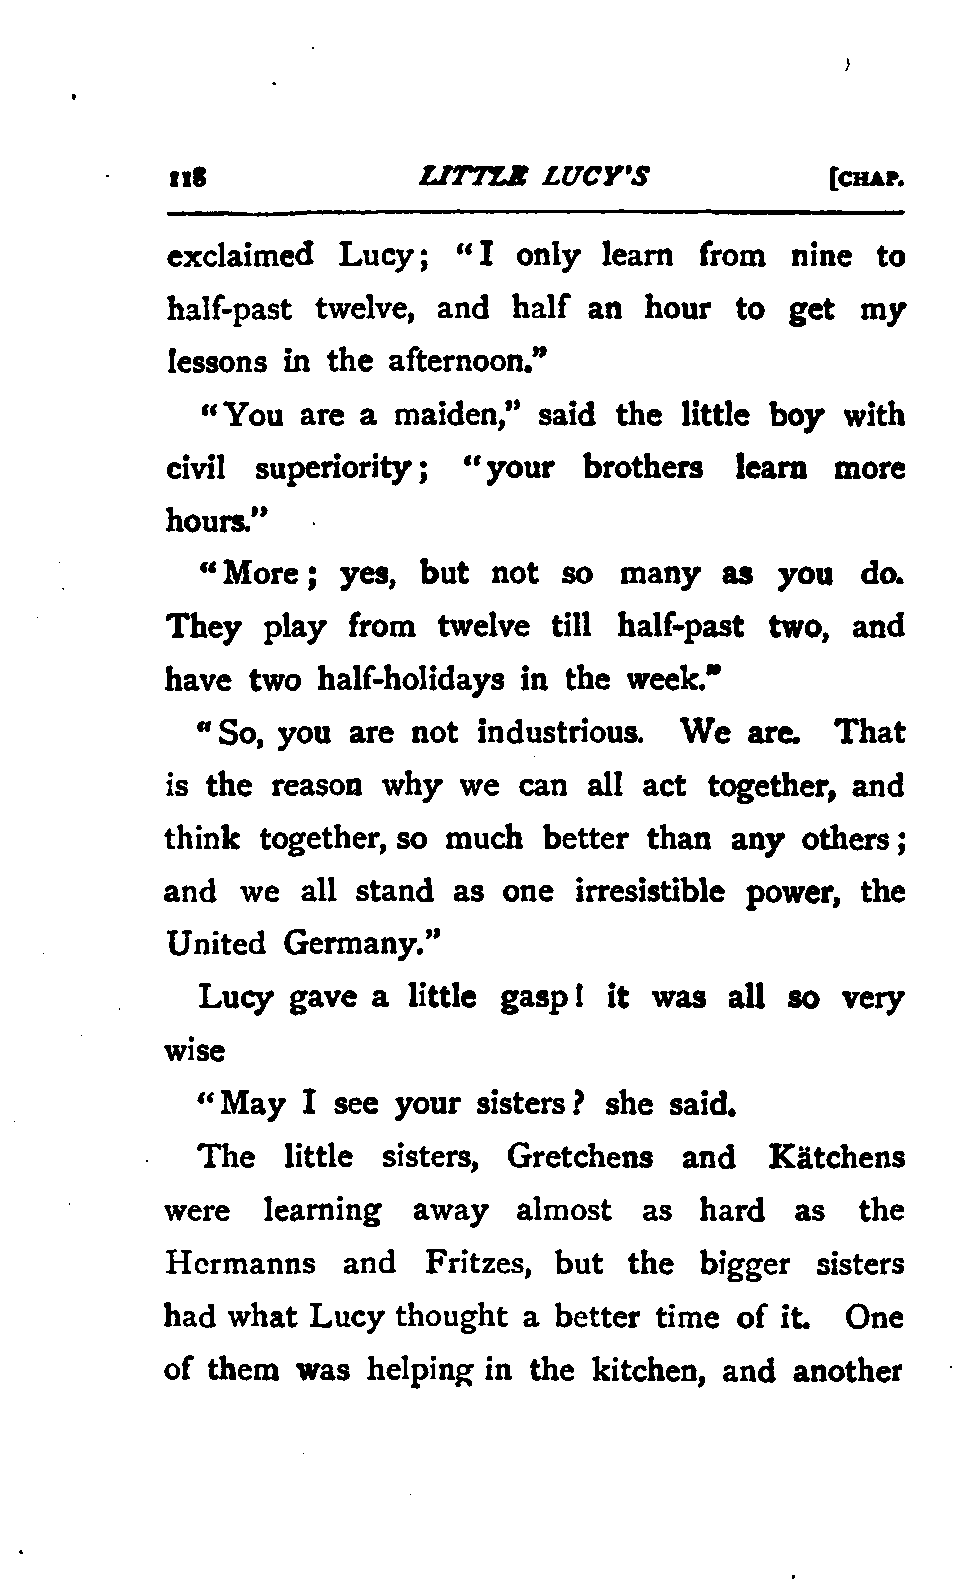 118 LITTLE LUCY'S [CHAP.
exclaimed Lucy; "I only learn from nine to
half-past twelve, and half an hour to get my
lessons in the afternoon."
"You are a maiden," said the little boy with
civil superiority; "your brothers learn more
hours."
"More; yes, but not so many as you do.
They play from twelve till half-past two, and
have two half-holidays in the week."
"So, you are not industrious. We are. That
is the reason why we can all act together, and
think together, so much better than any others;
and we all stand as one irresistible power, the
United Germany."
Lucy gave a little gasp! it was all so very
wise
"May I see your sisters? she said.
The little sisters, Gretchens and Kätchens
were learning away almost as hard as the
Hermanns and Fritzes, but the bigger sisters
had what Lucy thought a better time of it. One
of them was helping in the kitchen, and another